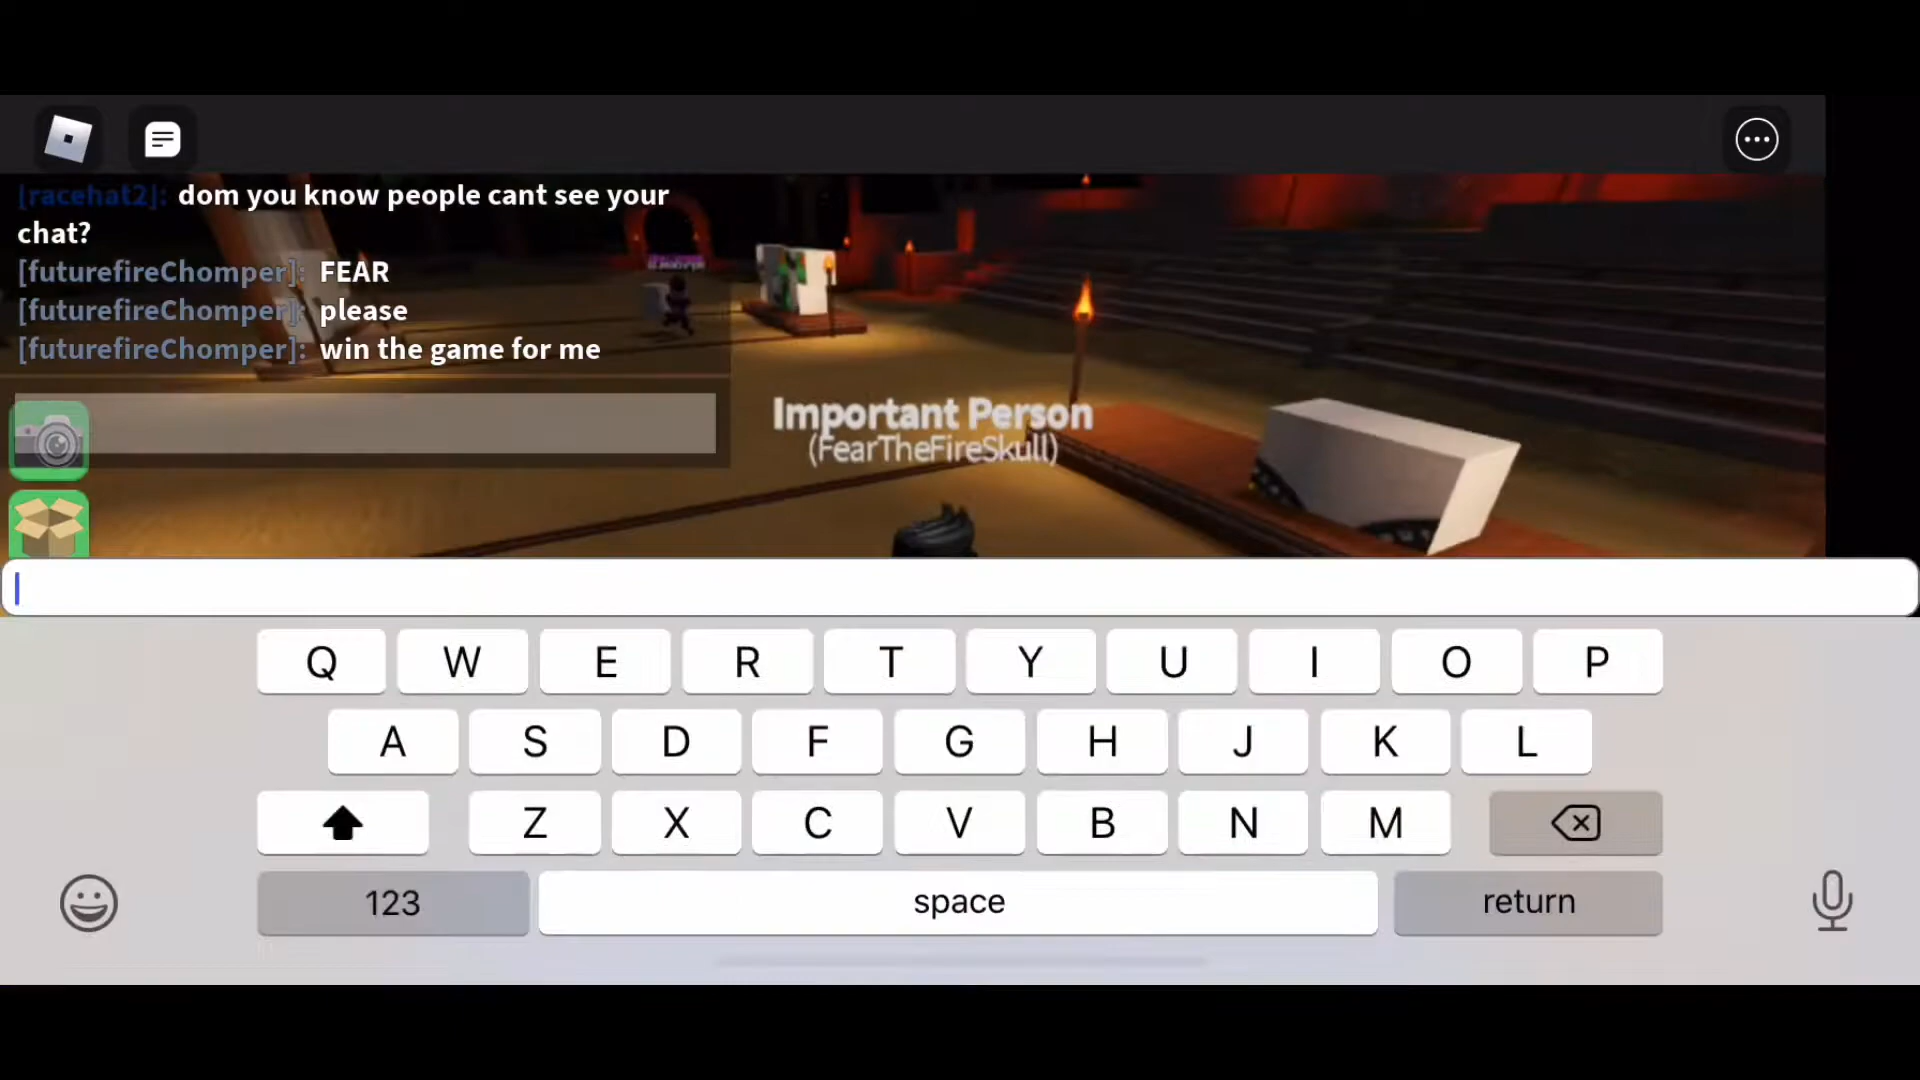 [racehat2]: dom you know people cant see your
chat?
[futurefireChomper]: FEAR
[futurefireChomper]: please
[futurefireChomper]: win the game for me
Important Person
(FearTheFireSkull)
Q W E R T Y U I O P
A S D F G H J K L
Z X C V B N M
123 space return